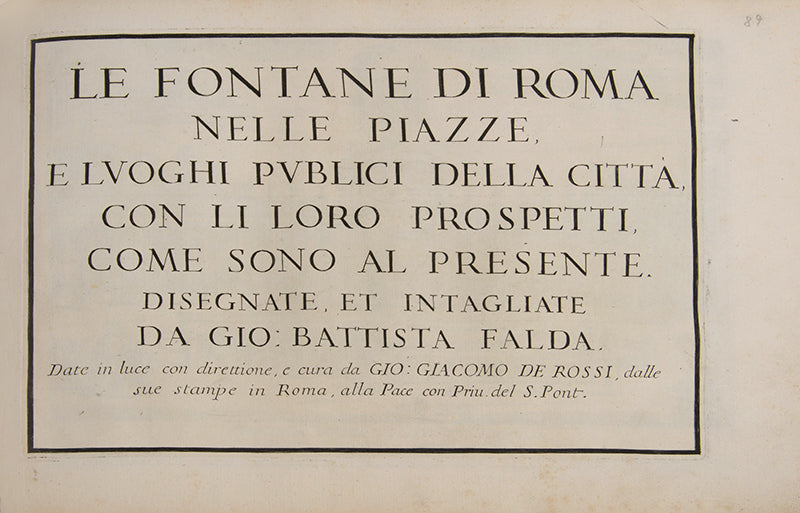 89
LE FONTANE DI ROMA
NELLE PIAZZE,
E LVOGHI PVBLICI DELLA CITTÀ,
CON LI LORO PROSPETTI,
COME SONO AL PRESENTE.
DISEGNATE, ET INTAGLIATE
DA GIO: BATTISTA FALDA.
Date in luce con direttione, e cura da GIO: GIACOMO DE ROSSI, dalle
sue stampe in Roma, alla Pace con Priu. del S. Pont.